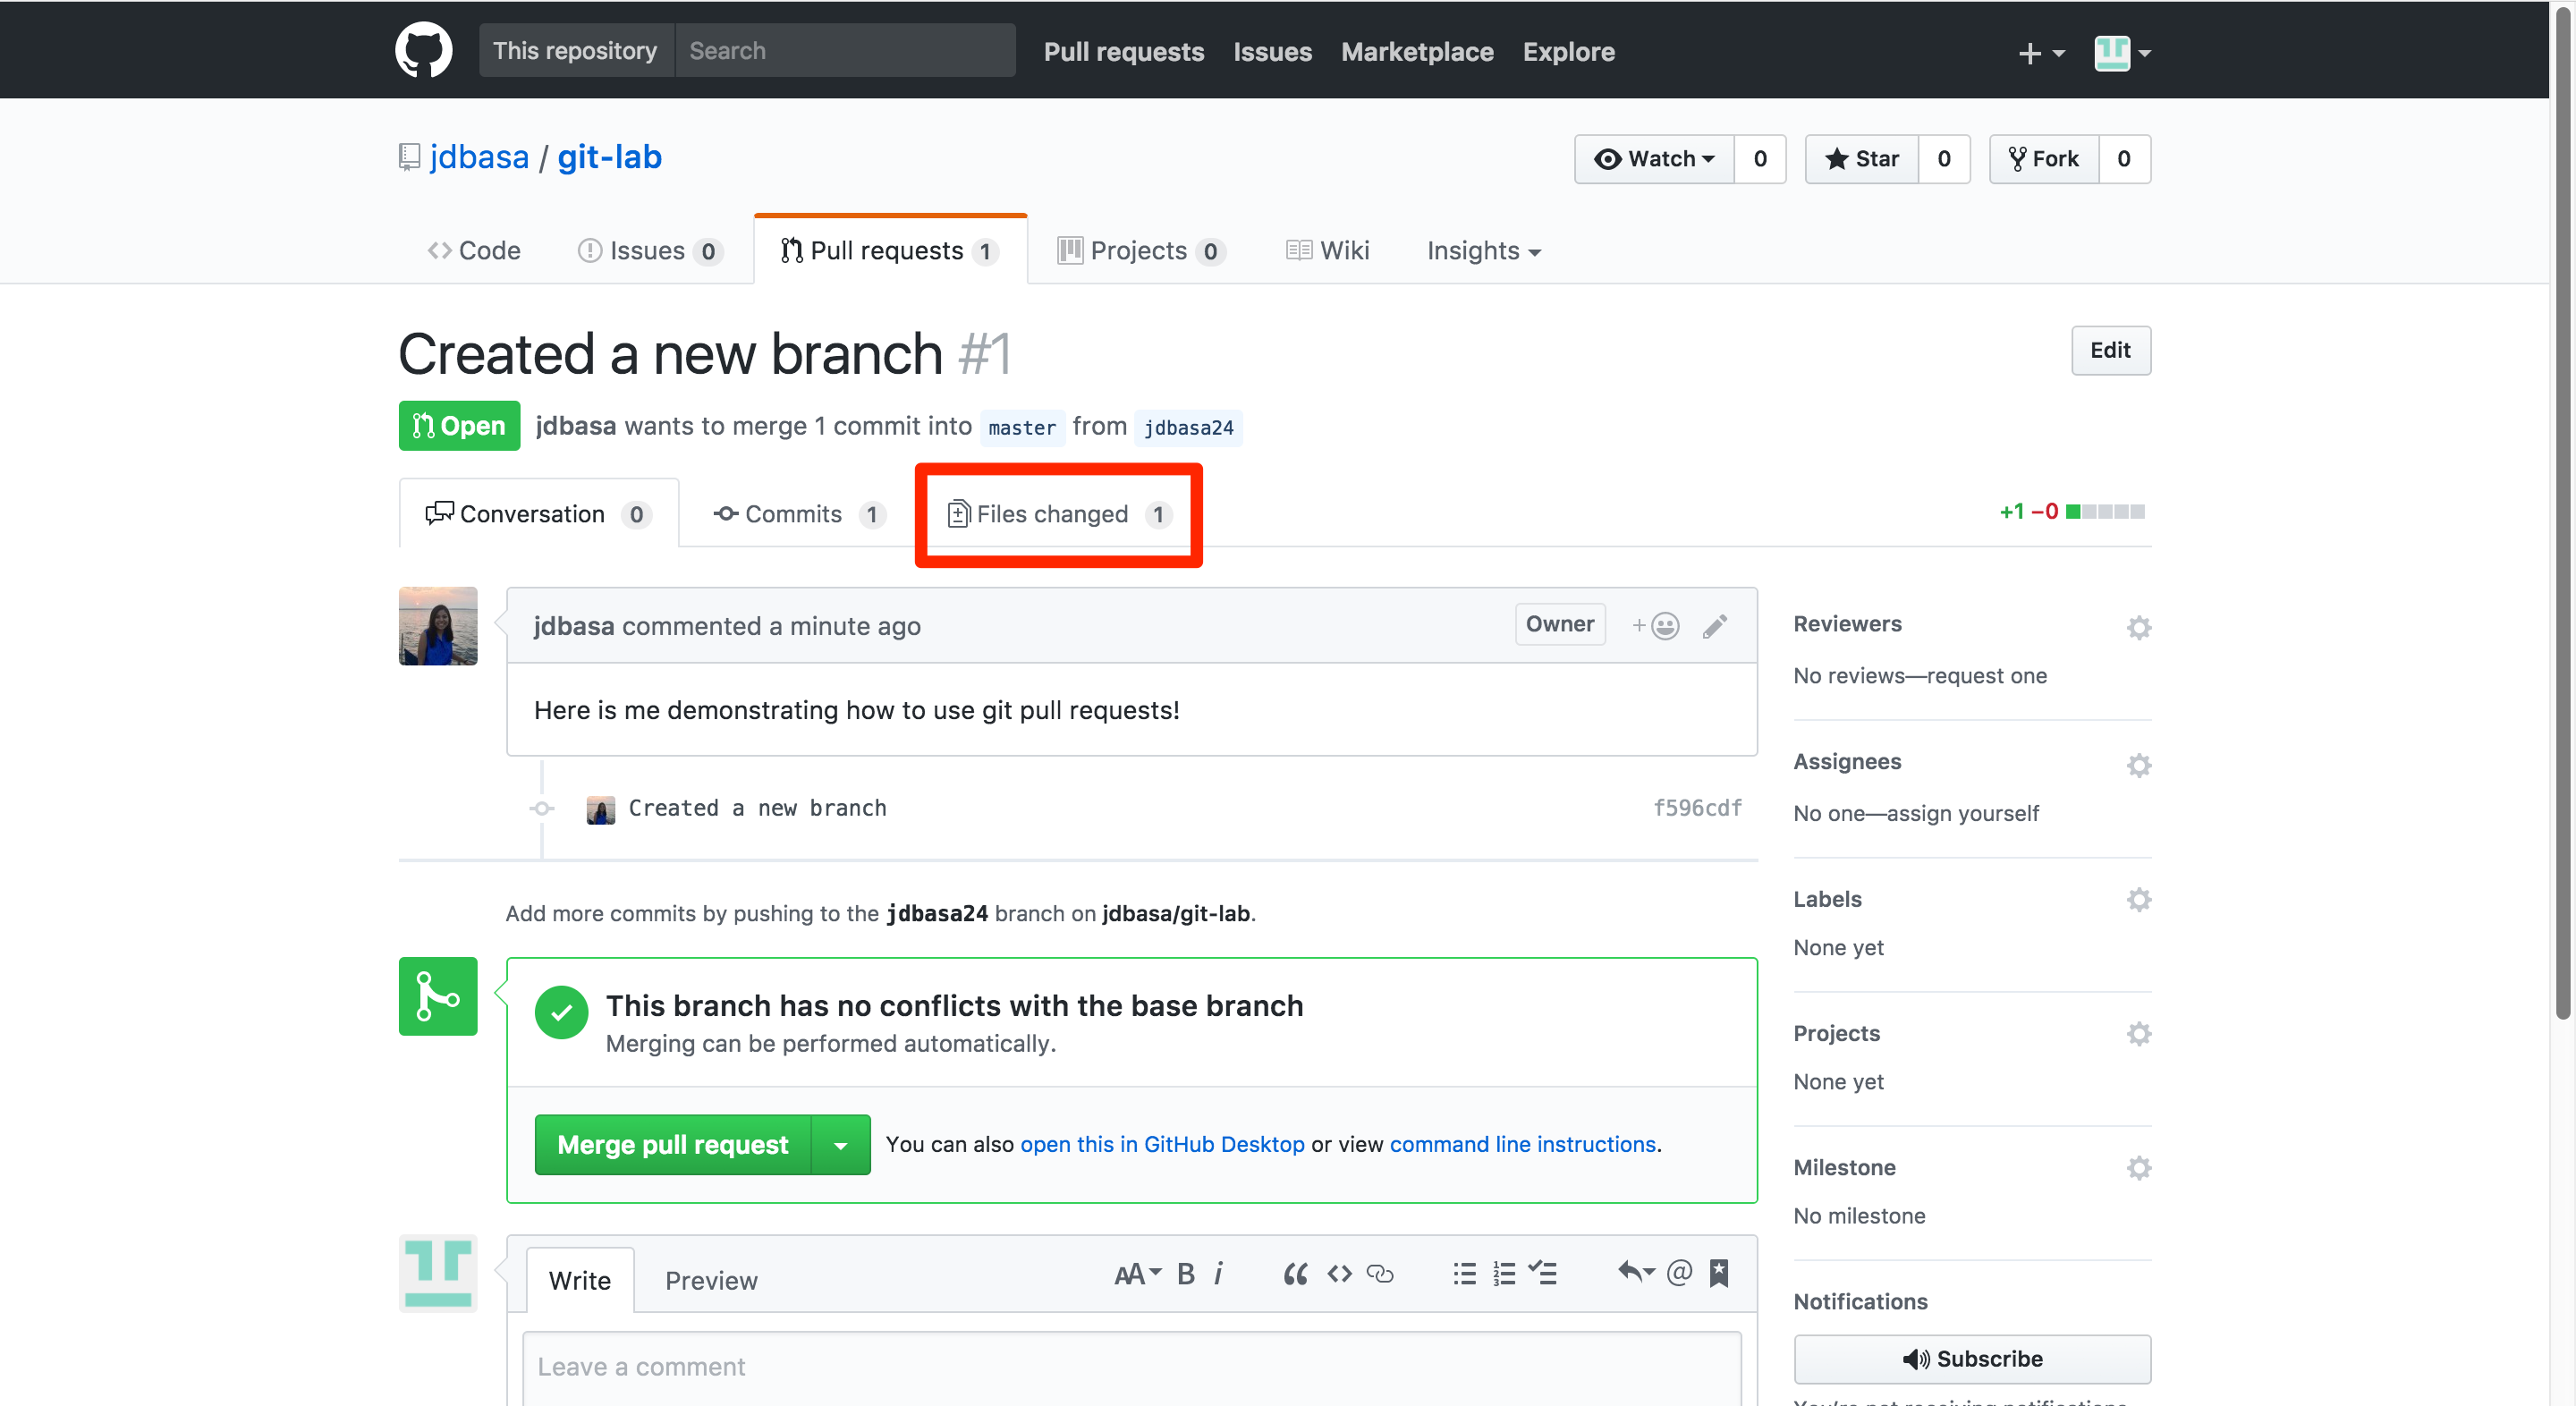 This repository Search Pull requests Issues Marketplace Explore
jdbasa / git-lab Watch 0 Star 0 Fork 0
Code Issues 0 Pull requests 1 Projects 0 Wiki Insights
Created a new branch #1 Edit
Open jdbasa wants to merge 1 commit into master from jdbasa24
Conversation 0 Commits 1 Files changed 1 +1 −0
jdbasa commented a minute ago Owner
Here is me demonstrating how to use git pull requests!
Created a new branch f596cdf
Add more commits by pushing to the jdbasa24 branch on jdbasa/git-lab.
This branch has no conflicts with the base branch
Merging can be performed automatically.
Merge pull request You can also open this in GitHub Desktop or view command line instructions.
Write Preview AA B i
Leave a comment
Reviewers
No reviews—request one
Assignees
No one—assign yourself
Labels
None yet
Projects
None yet
Milestone
No milestone
Notifications
Subscribe
You're not receiving notifications